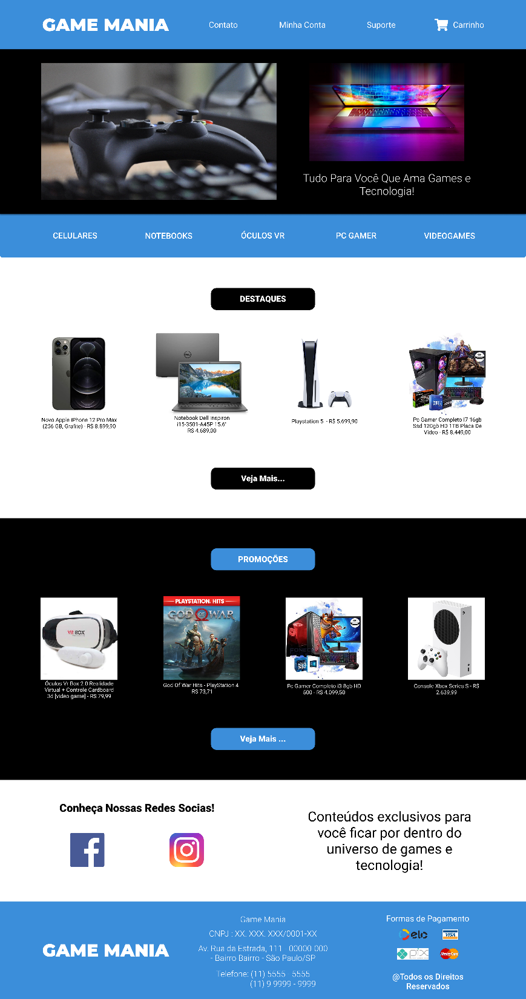 GAME MANIA
Contato
Minha Conta
Suporte
Carrinho
Tudo Para Você Que Ama Games e
Tecnologia!
CELULARES
NOTEBOOKS
ÓCULOS VR
PC GAMER
VIDEOGAMES
DESTAQUES
Novo Apple iPhone 12 Pro Max
(256 GB, Grafite) - R$ 8.899,90
DELL
Notebook Dell Inspiron
i15-3501-A45P 15.6"
R$ 4.689,00
Playstation 5 - R$ 5.699,90
Pc Gamer Completo I7 16gb
Ssd 120gb HD 1TB Placa De
Vídeo - R$ 8.449,00
Veja Mais...
PROMOÇÕES
VR BOX
Óculos Vr Box 2.0 Realidade
Virtual + Controle Cardboard
3d [video game] - R$ 79,99
PLAYSTATION HITS
GOD OF WAR
God Of War Hits - PlayStation 4
R$ 73,71
Pc Gamer Completo i3 8gb HD
500 - R$ 4.099,50
Console Xbox Series S - R$
2.639,99
Veja Mais ...
Conheça Nossas Redes Socias!
Conteúdos exclusivos para
você ficar por dentro do
universo de games e
tecnologia!
GAME MANIA
Game Mania
CNPJ : XX. XXX. XXX/0001-XX
Av. Rua da Estrada, 111 - 00000-000
- Bairro Bairro - São Paulo/SP
Telefone: (11) 5555 - 5555
(11) 9 9999 - 9999
Formas de Pagamento
elo
VISA
pix
MasterCard
@Todos os Direitos
Reservados